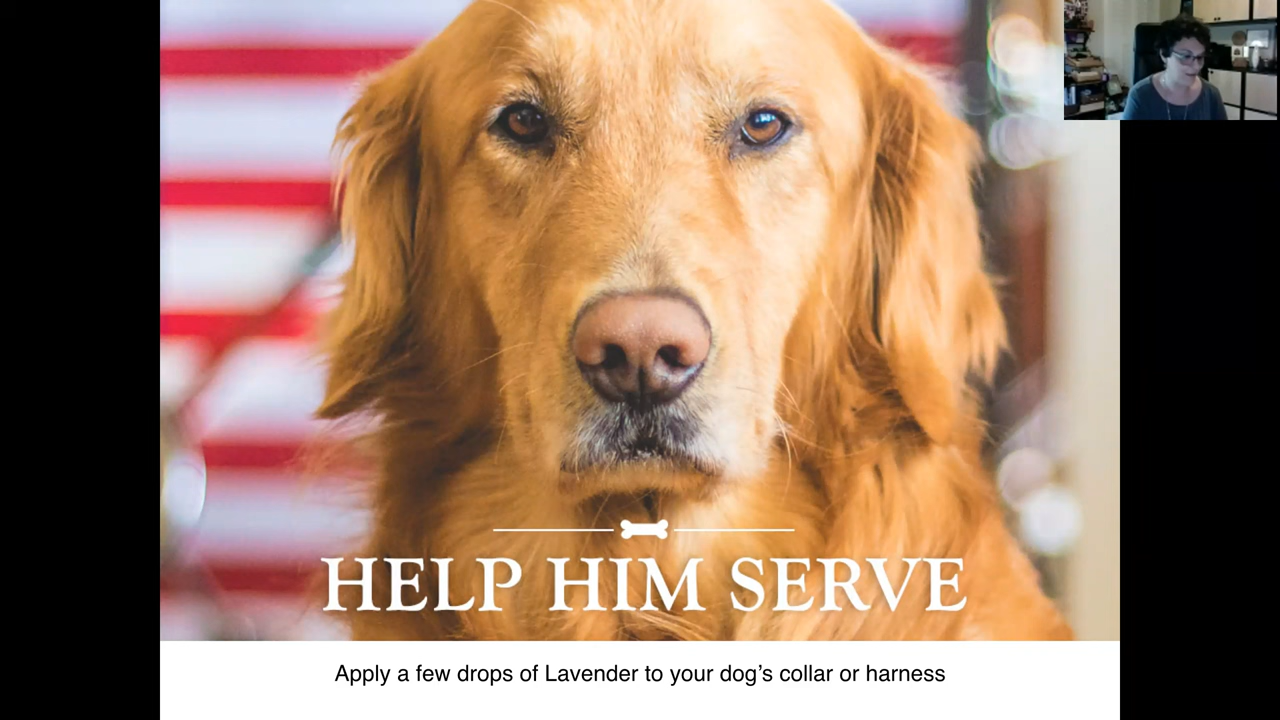 HELP HIM SERVE
Apply a few drops of Lavender to your dog’s collar or harness